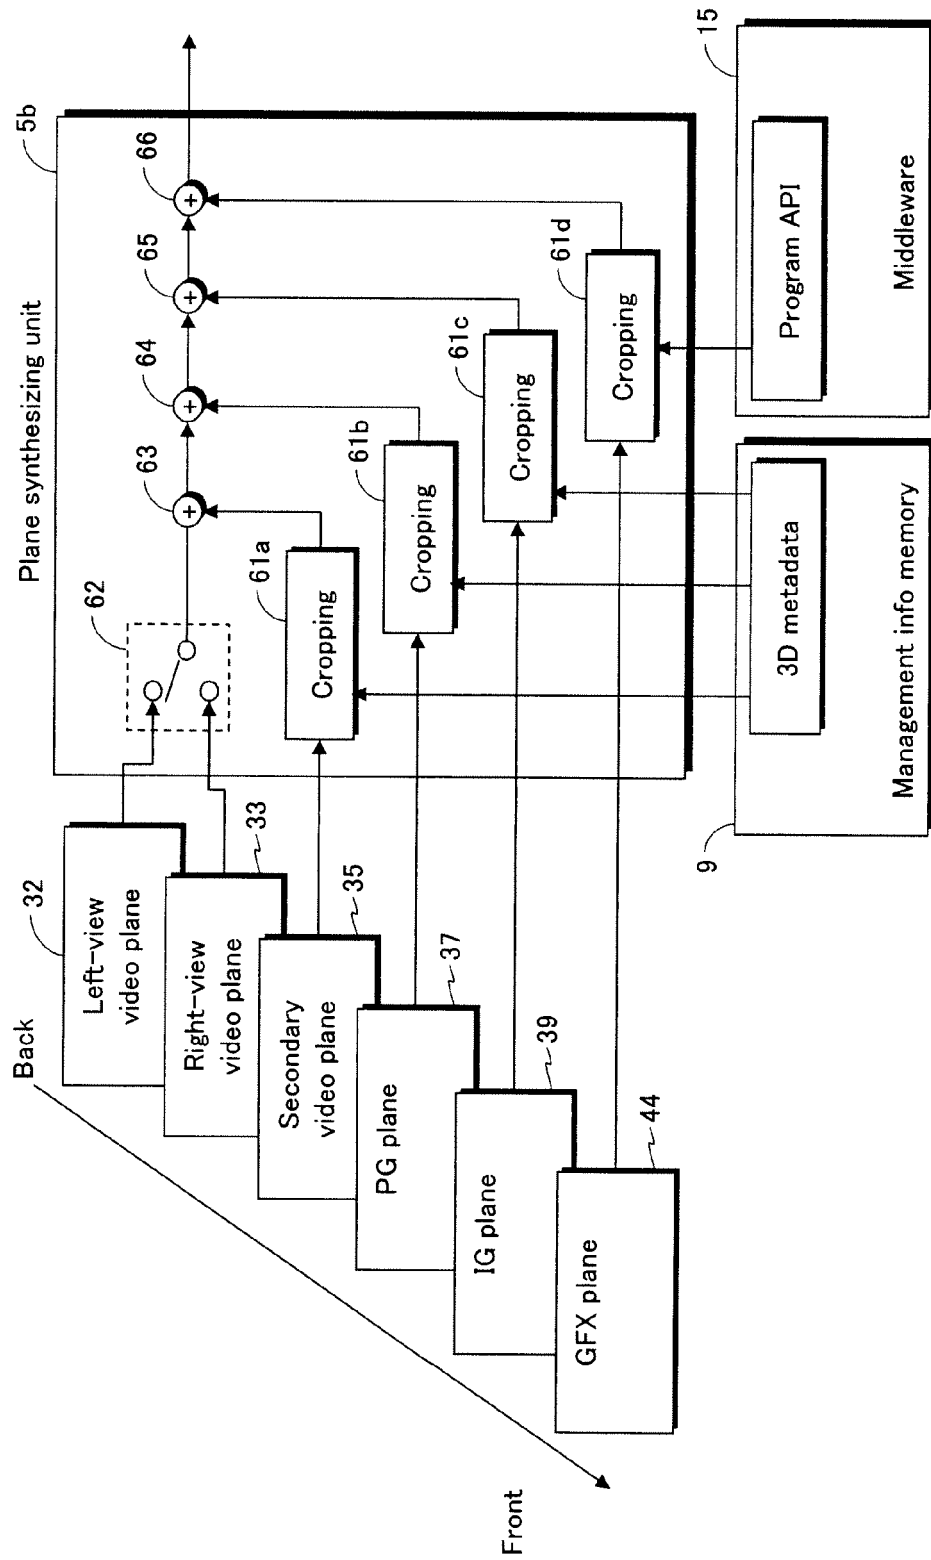 Plane synthesizing unit
5b
62
63
64
65
66
61a
Cropping
61b
Cropping
61c
Cropping
61d
Cropping
Back
Front
32
Left-view
video plane
33
Right-view
video plane
35
Secondary
video plane
37
PG plane
39
IG plane
44
GFX plane
9
3D metadata
Management info memory
15
Program API
Middleware
+
+
+
+